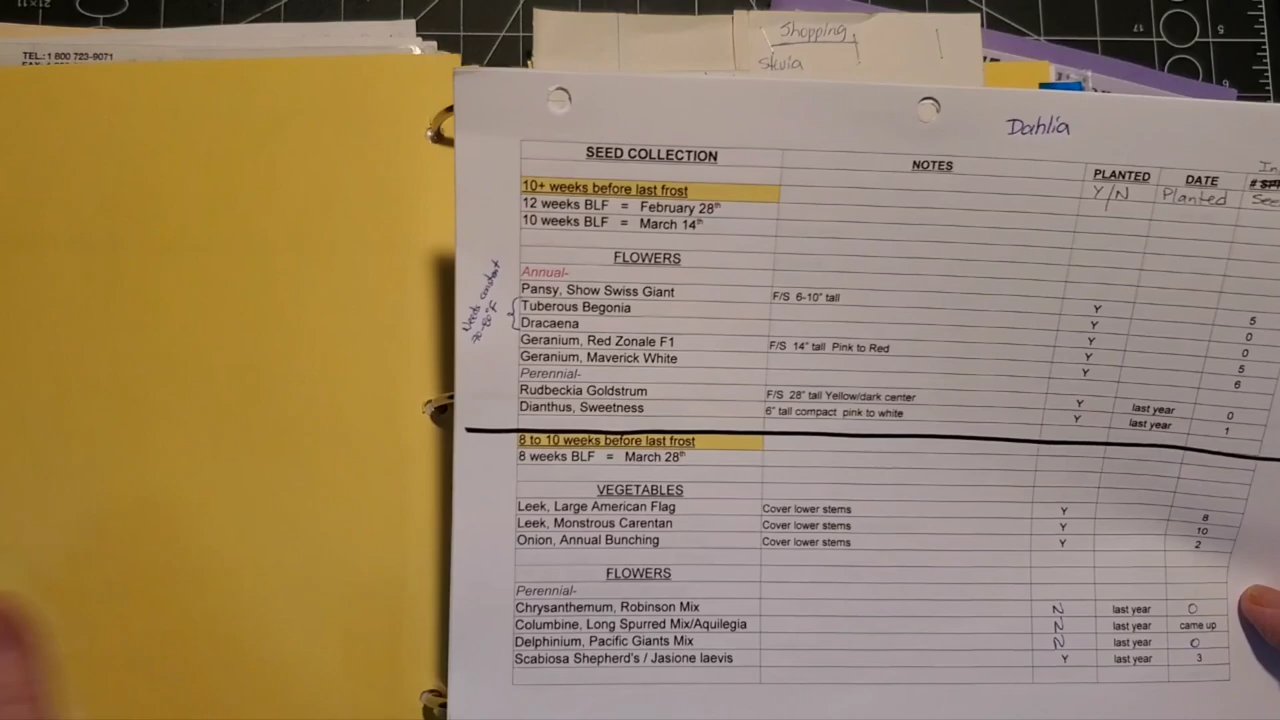 TEL.: 1 800 723-9071
Shopping
Dahlia
SEED COLLECTION NOTES PLANTED DATE
10+ weeks before last frost Y/N Planted
12 weeks BLF = February 28th
10 weeks BLF = March 14th
FLOWERS
Annual-
Pansy, Show Swiss Giant F/S 6-10" tall Y 5
Tuberous Begonia Y 0
Dracaena Y 0
Geranium, Red Zonale F1 F/S 14" tall Pink to Red Y 5
Geranium, Maverick White Y 6
Perennial-
Rudbeckia Goldstrum F/S 28" tall Yellow/dark center Y last year 0
Dianthus, Sweetness 6" tall compact pink to white Y last year 1
8 to 10 weeks before last frost
8 weeks BLF = March 28th
VEGETABLES
Leek, Large American Flag Cover lower stems Y 8
Leek, Monstrous Carentan Cover lower stems Y 10
Onion, Annual Bunching Cover lower stems Y 2
FLOWERS
Perennial-
Chrysanthemum, Robinson Mix N last year 0
Columbine, Long Spurred Mix/Aquilegia N last year came up
Delphinium, Pacific Giants Mix N last year 0
Scabiosa Shepherd's / Jasione laevis Y last year 3